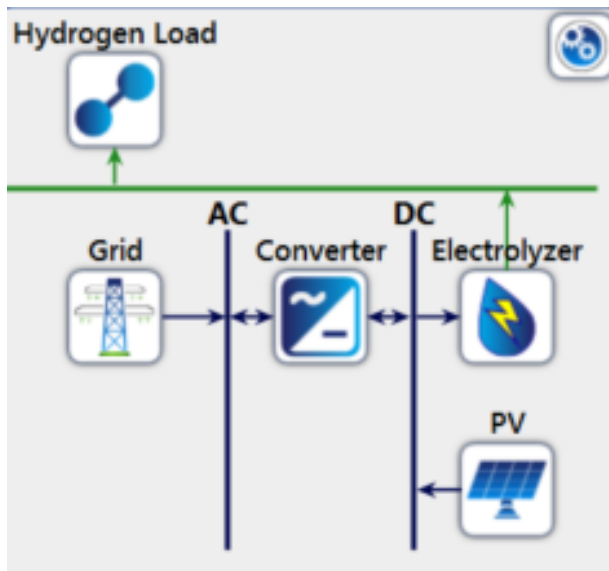 Hydrogen Load
AC
DC
Grid
Converter
Electrolyzer
PV